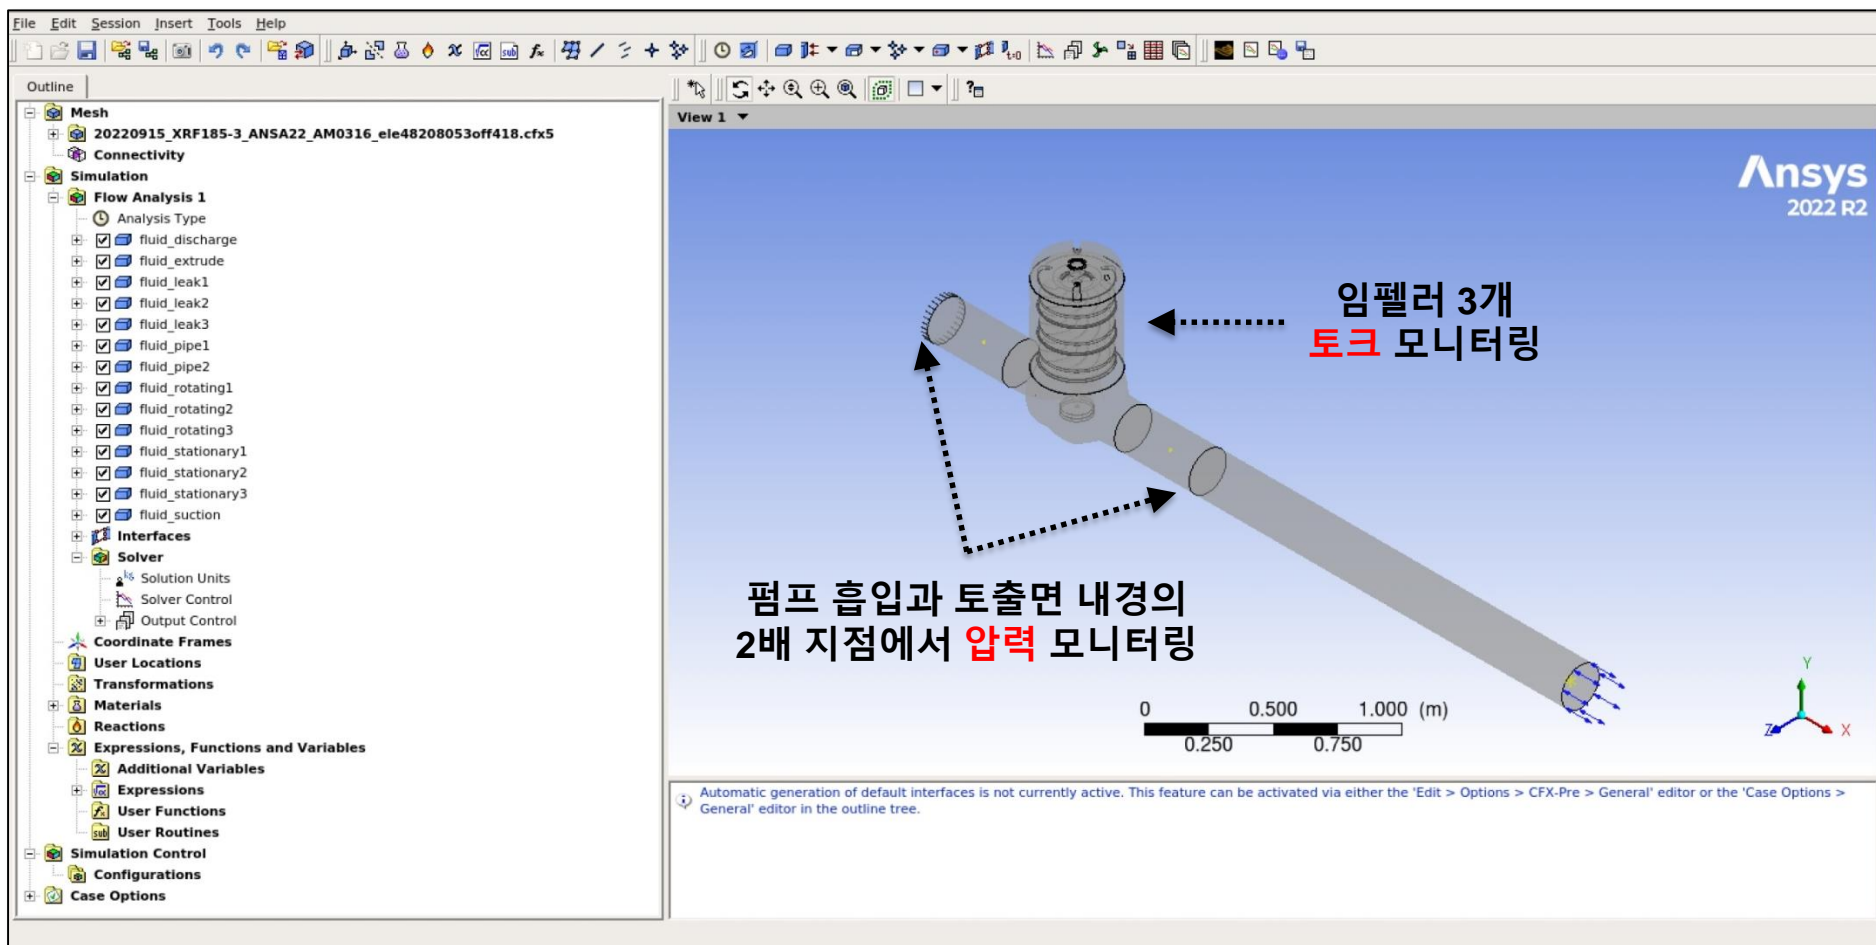 File Edit Session Insert Tools Help
Outline
Mesh
20220915_XRF185-3_ANSA22_AM0316_ele48208053off418.cfx5
Connectivity
Simulation
Flow Analysis 1
Analysis Type
fluid_discharge
fluid_extrude
fluid_leak1
fluid_leak2
fluid_leak3
fluid_pipe1
fluid_pipe2
fluid_rotating1
fluid_rotating2
fluid_rotating3
fluid_stationary1
fluid_stationary2
fluid_stationary3
fluid_suction
Interfaces
Solver
Solution Units
Solver Control
Output Control
Coordinate Frames
User Locations
Transformations
Materials
Reactions
Expressions, Functions and Variables
Additional Variables
Expressions
User Functions
User Routines
Simulation Control
Configurations
Case Options
View 1
Ansys
2022 R2
임펠러 3개
토크 모니터링
펌프 흡입과 토출면 내경의
2배 지점에서 압력 모니터링
0 0.500 1.000 (m)
0.250 0.750
Y
Z X
Automatic generation of default interfaces is not currently active. This feature can be activated via either the 'Edit > Options > CFX-Pre > General' editor or the 'Case Options >
General' editor in the outline tree.